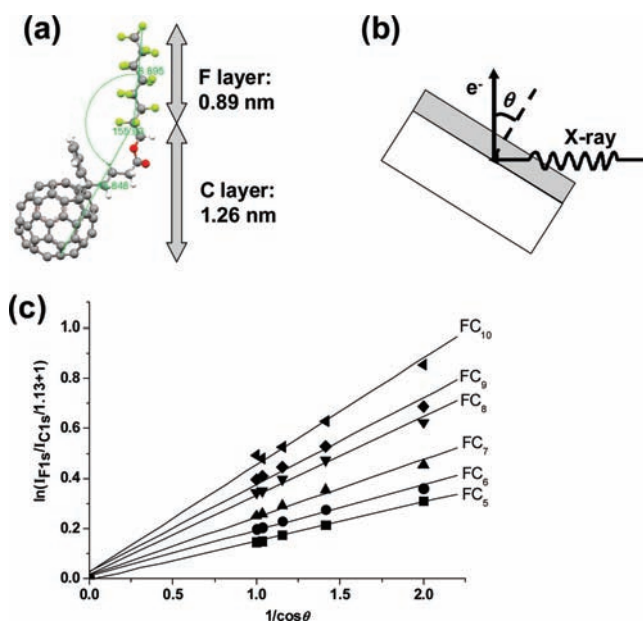 (a)
F layer:
0.89 nm
C layer:
1.26 nm
(b)
e⁻
θ
X-ray
(c)
ln(I_F1s/I_C1s/1.13+1)
1.0
0.8
0.6
0.4
0.2
0.0
0.0 0.5 1.0 1.5 2.0
1/cosθ
FC₁₀
FC₉
FC₈
FC₇
FC₆
FC₅